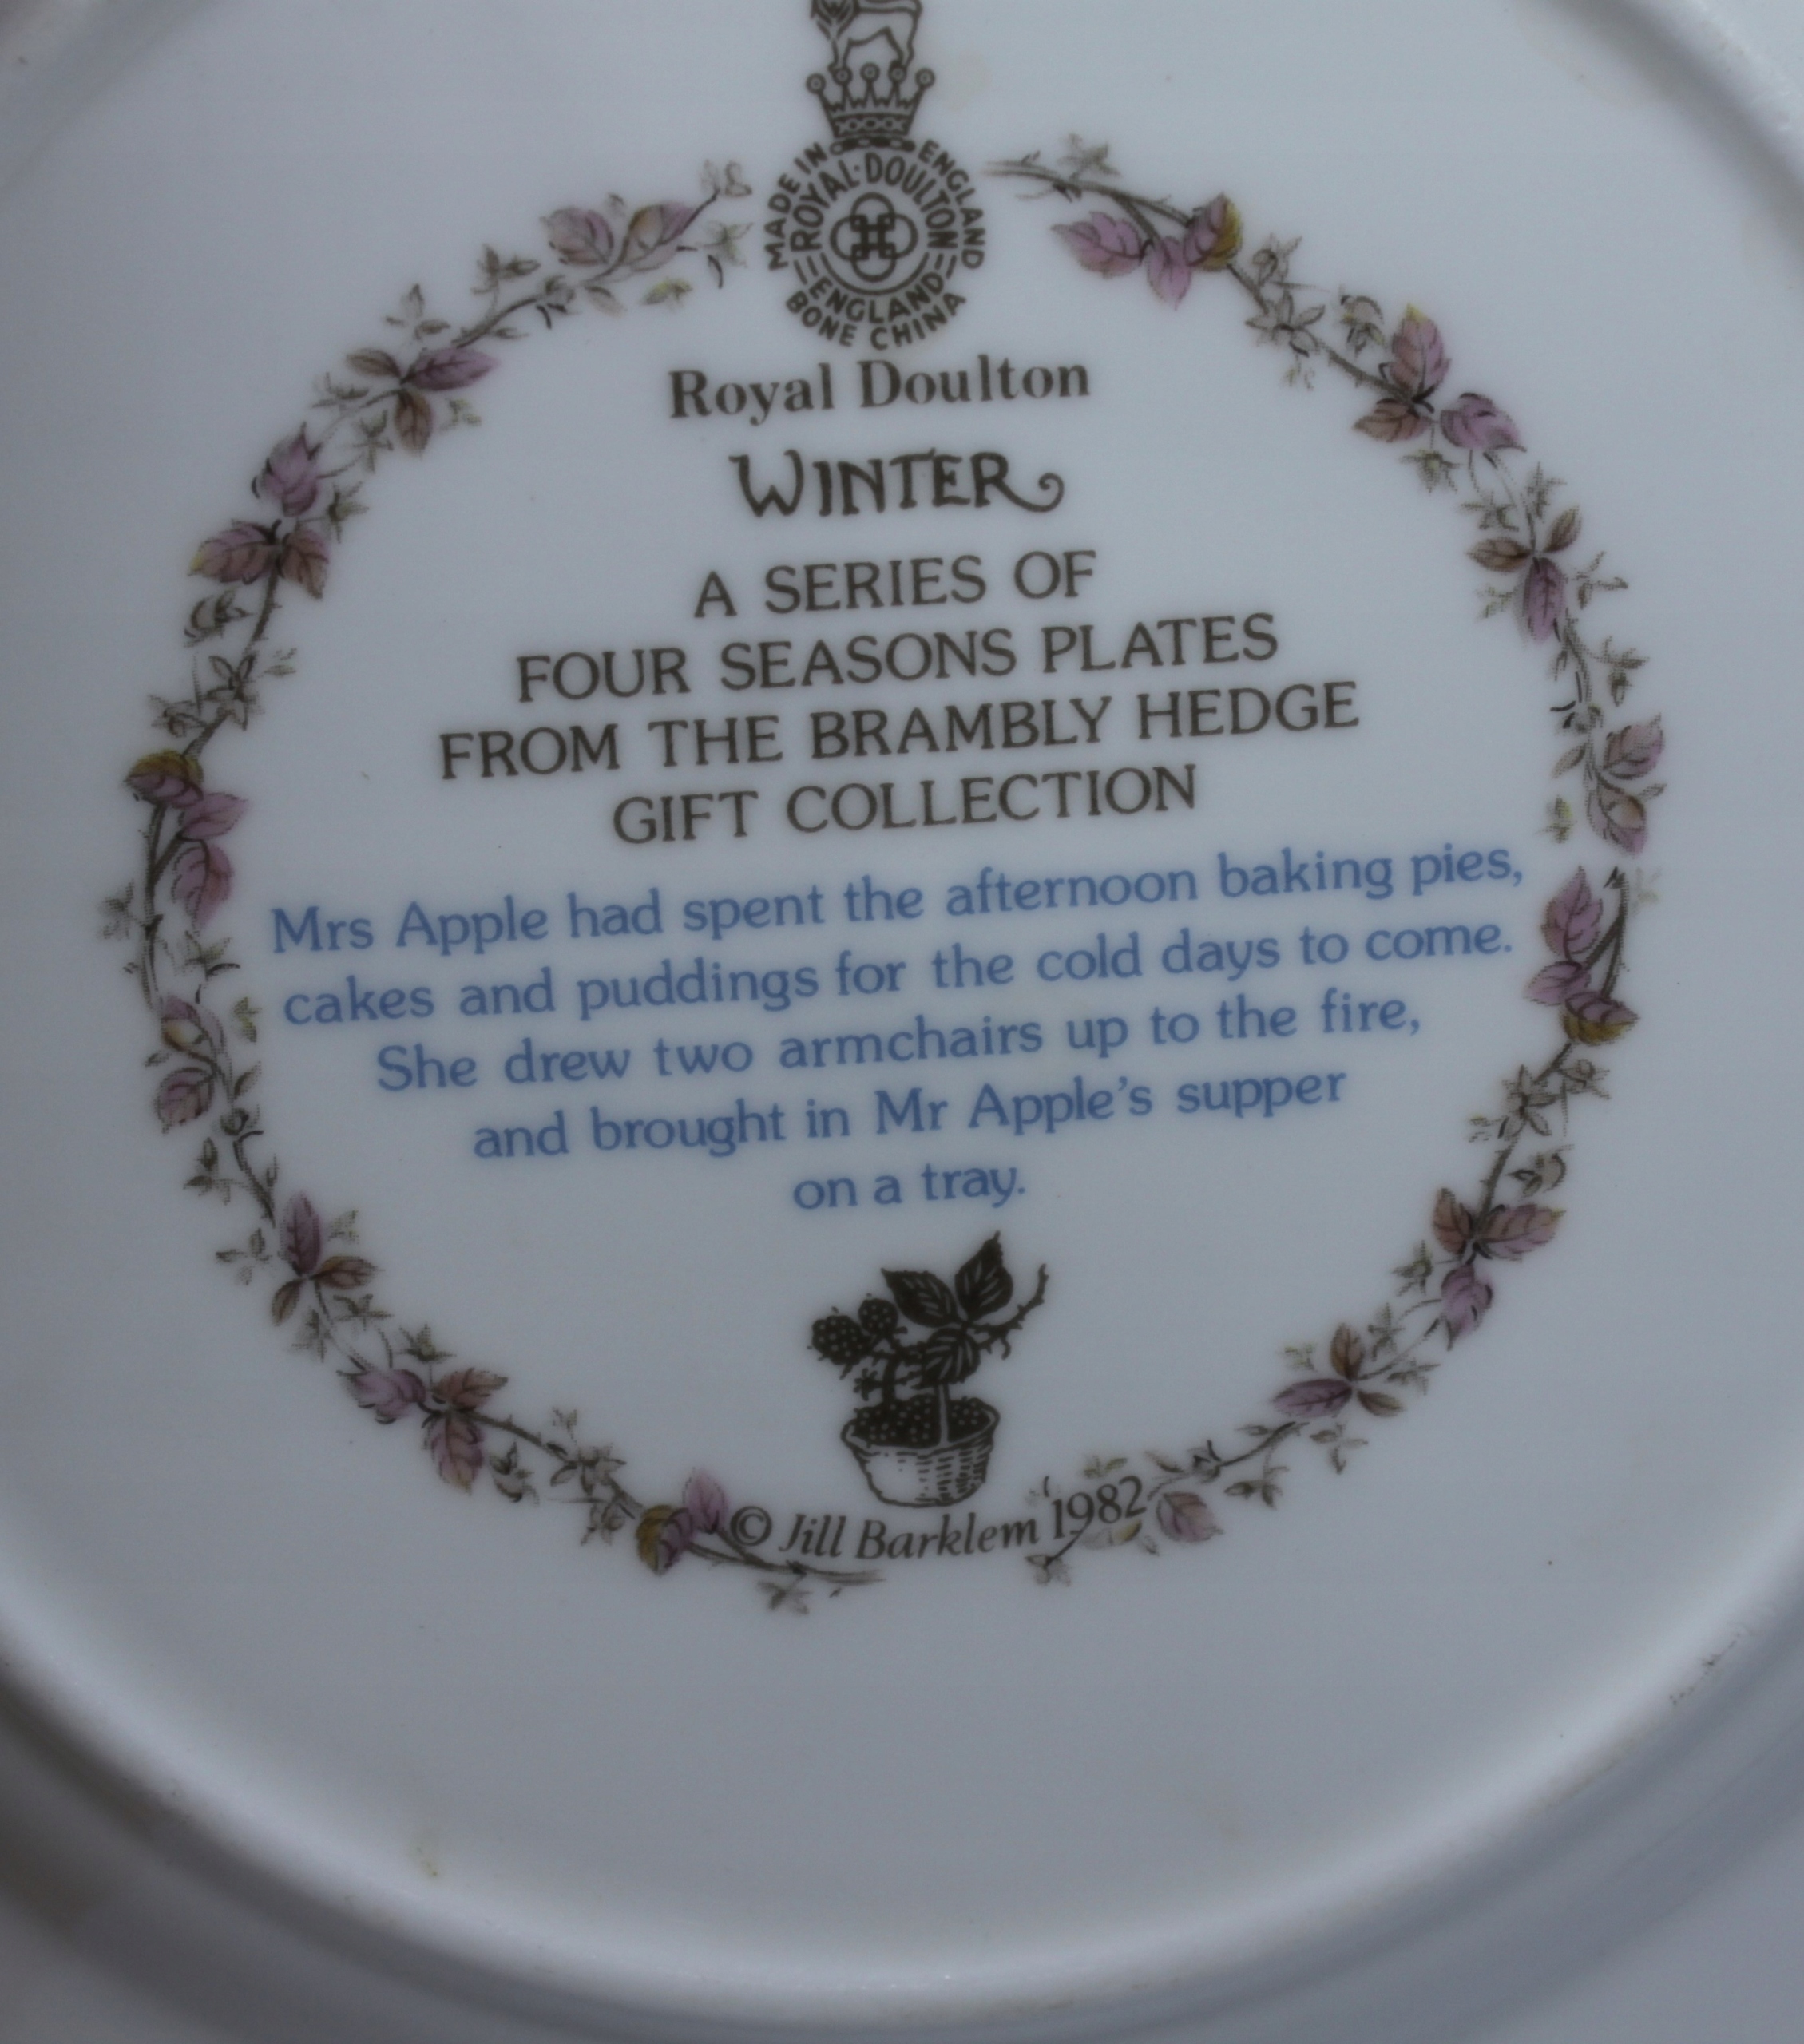 MADE IN ENGLAND
ROYAL·DOULTON
ENGLAND
BONE CHINA
Royal Doulton
WINTER
A SERIES OF
FOUR SEASONS PLATES
FROM THE BRAMBLY HEDGE
GIFT COLLECTION
Mrs Apple had spent the afternoon baking pies,
cakes and puddings for the cold days to come.
She drew two armchairs up to the fire,
and brought in Mr Apple's supper
on a tray.
© Jill Barklem 1982